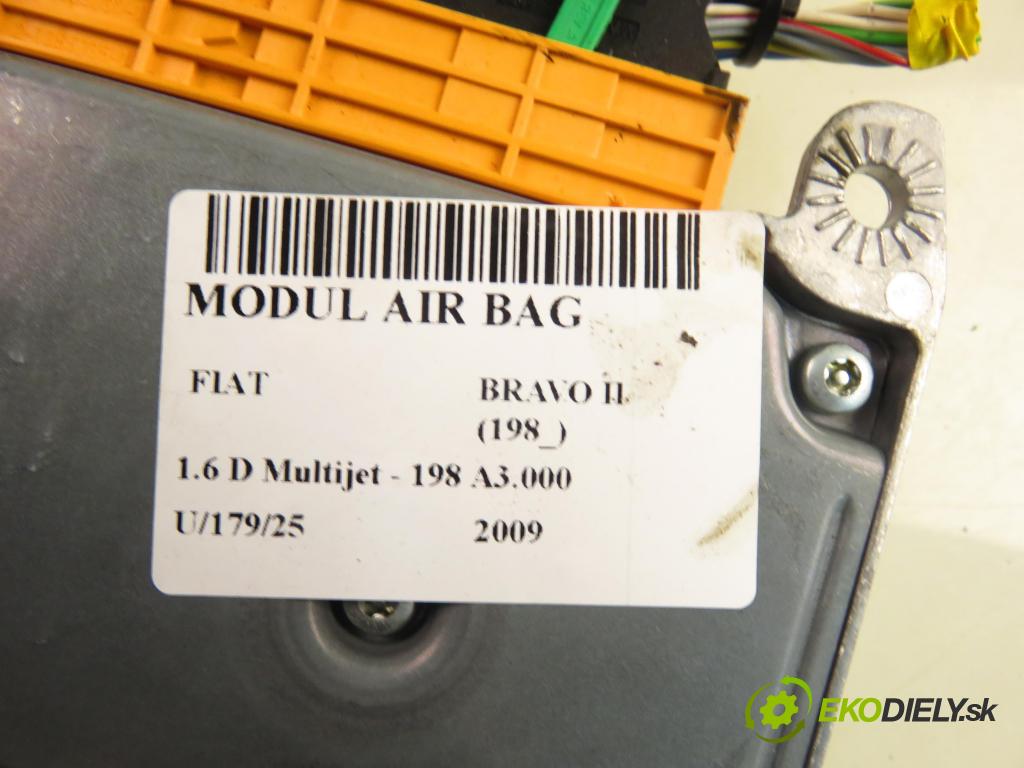 MODUL AIR BAG
FIAT BRAVO II
(198_)
1.6 D Multijet - 198 A3.000
U/179/25 2009
EKODIELY.sk